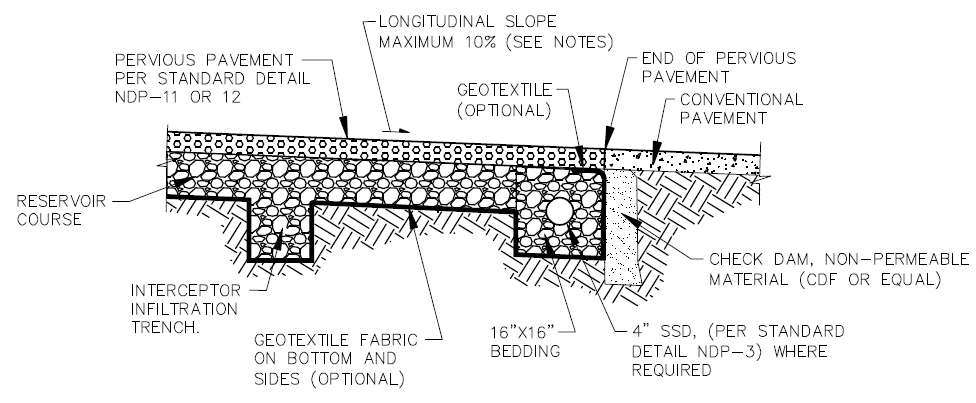 LONGITUDINAL SLOPE
MAXIMUM 10% (SEE NOTES)
PERVIOUS PAVEMENT
PER STANDARD DETAIL
NDP-11 OR 12
END OF PERVIOUS
PAVEMENT
GEOTEXTILE
(OPTIONAL)
CONVENTIONAL
PAVEMENT
RESERVOIR
COURSE
CHECK DAM, NON-PERMEABLE
MATERIAL (CDF OR EQUAL)
INTERCEPTOR
INFILTRATION
TRENCH.
GEOTEXTILE FABRIC
ON BOTTOM AND
SIDES (OPTIONAL)
16"X16"
BEDDING
4" SSD, (PER STANDARD
DETAIL NDP-3) WHERE
REQUIRED